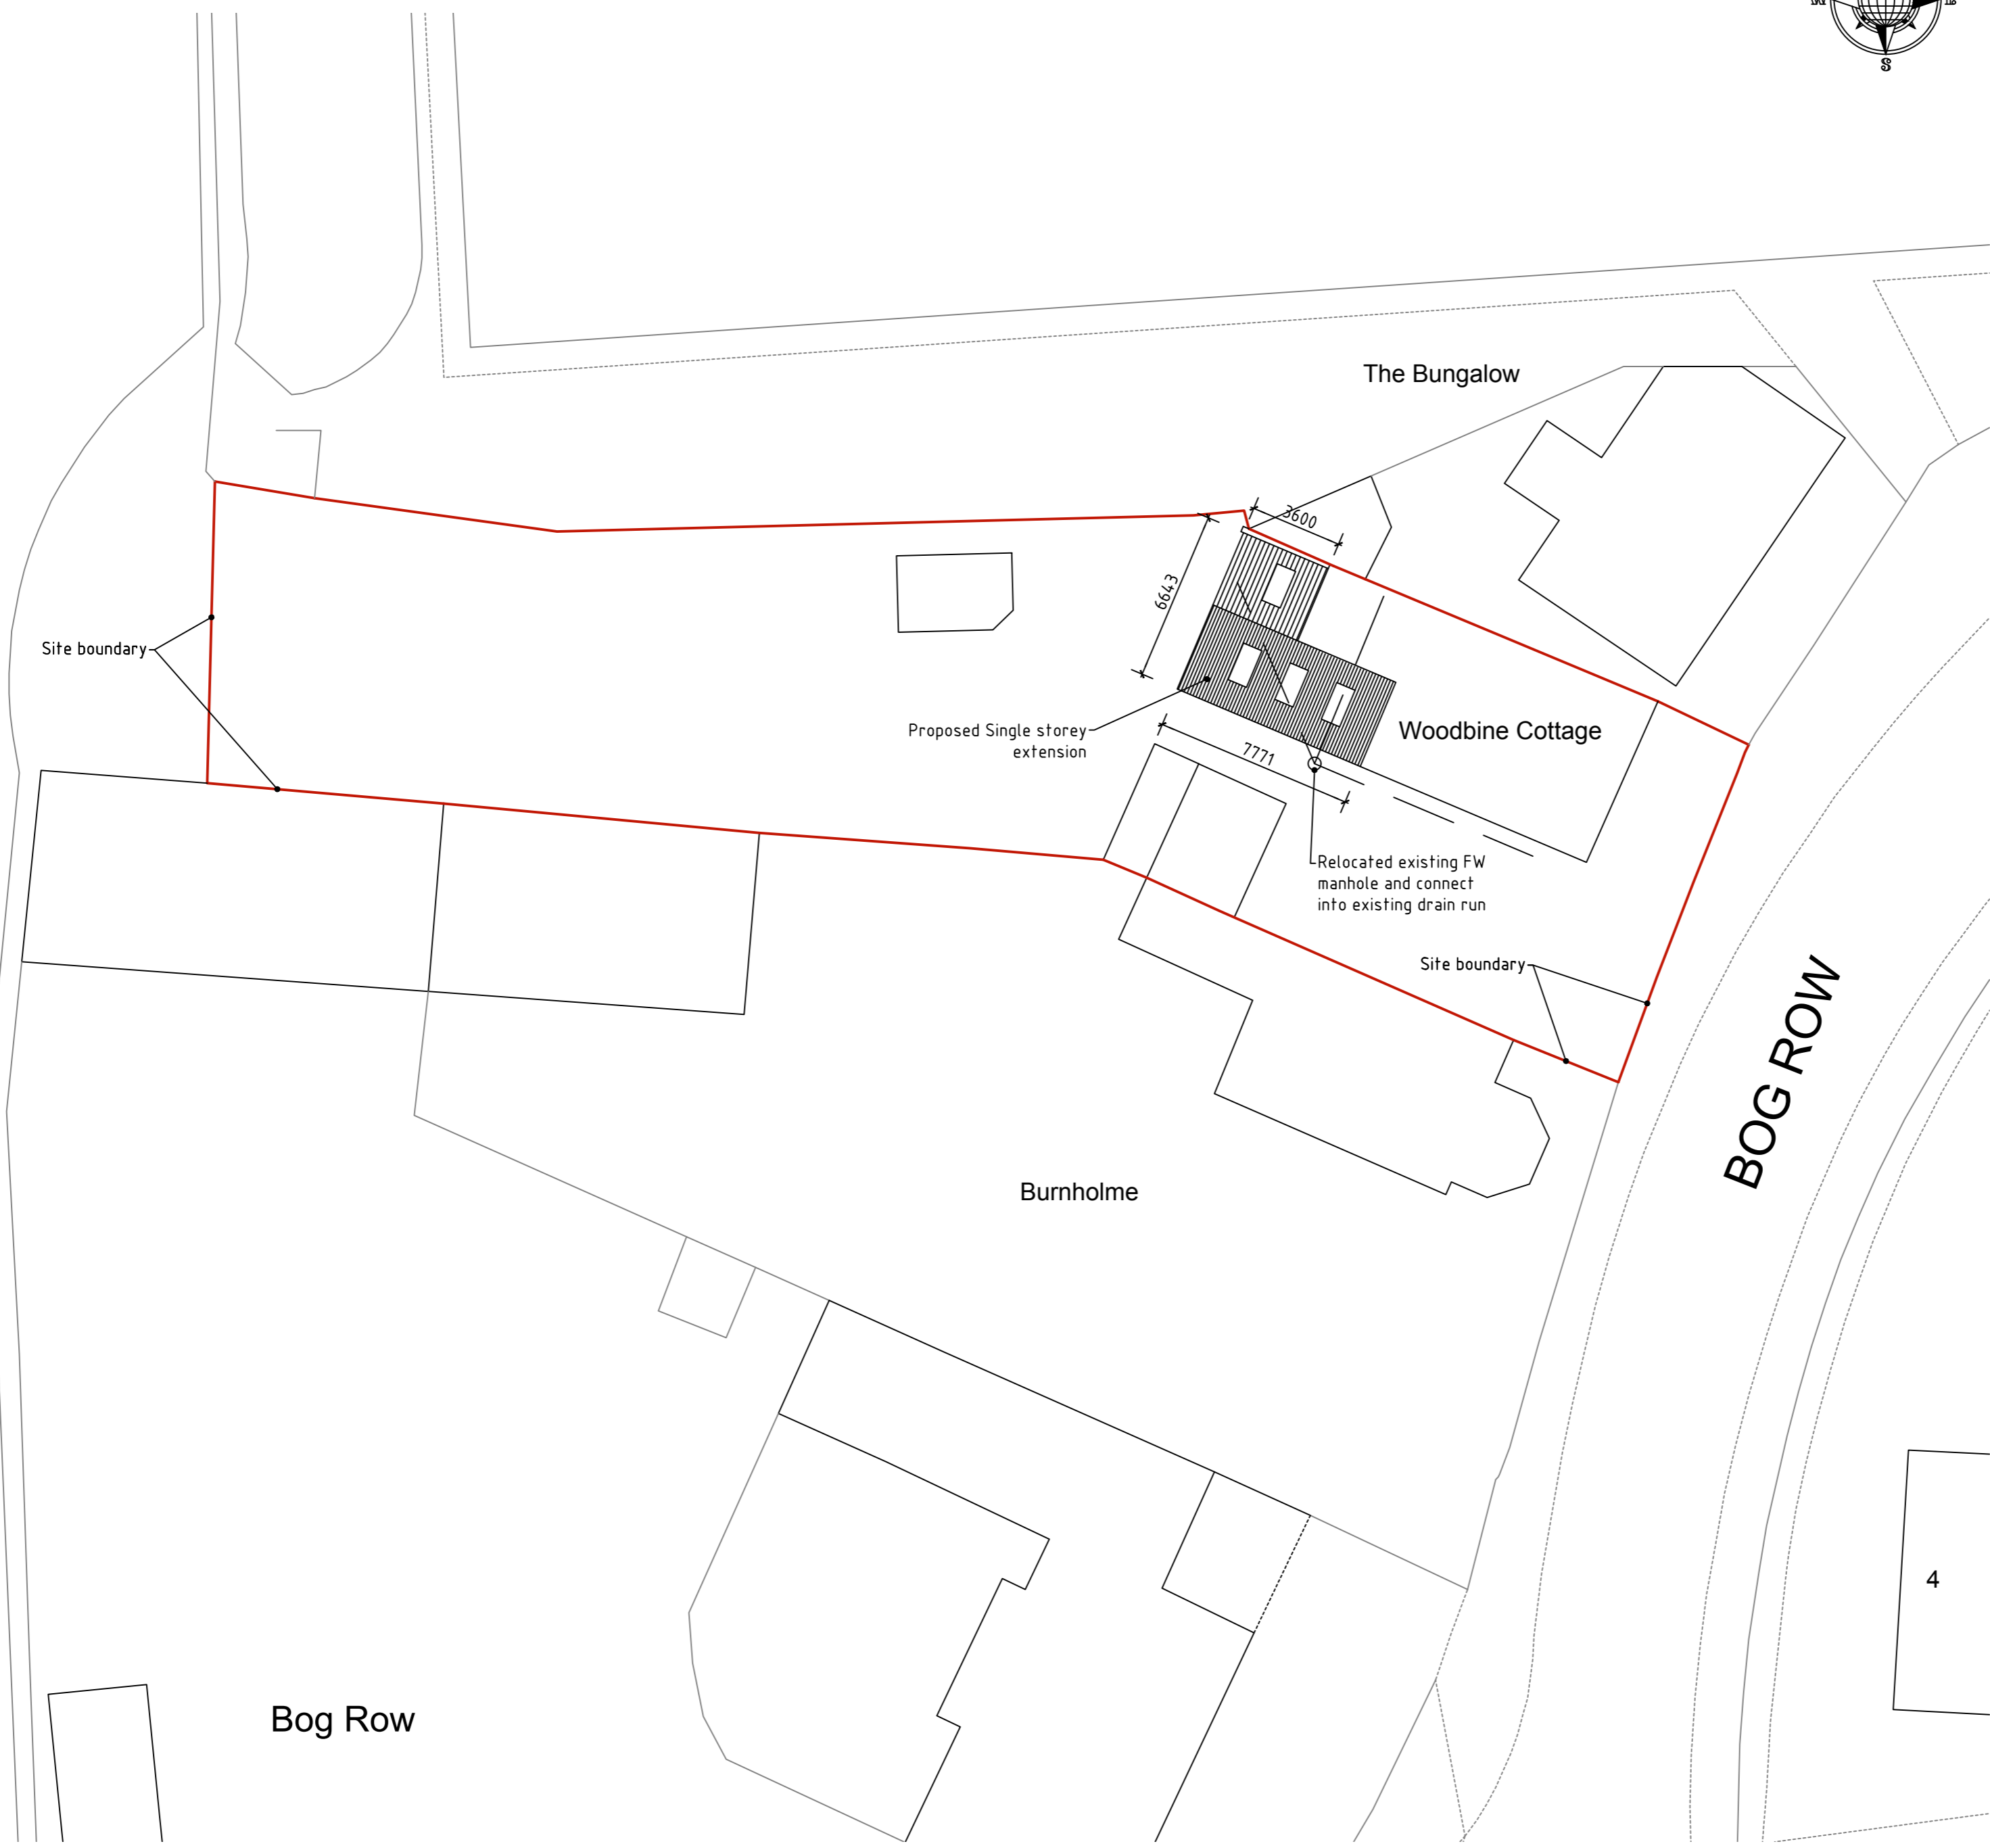 S
The Bungalow
3600
6643
Site boundary
Proposed Single storey
extension
Woodbine Cottage
7771
Relocated existing FW
manhole and connect
into existing drain run
Site boundary
BOG ROW
Burnholme
4
Bog Row